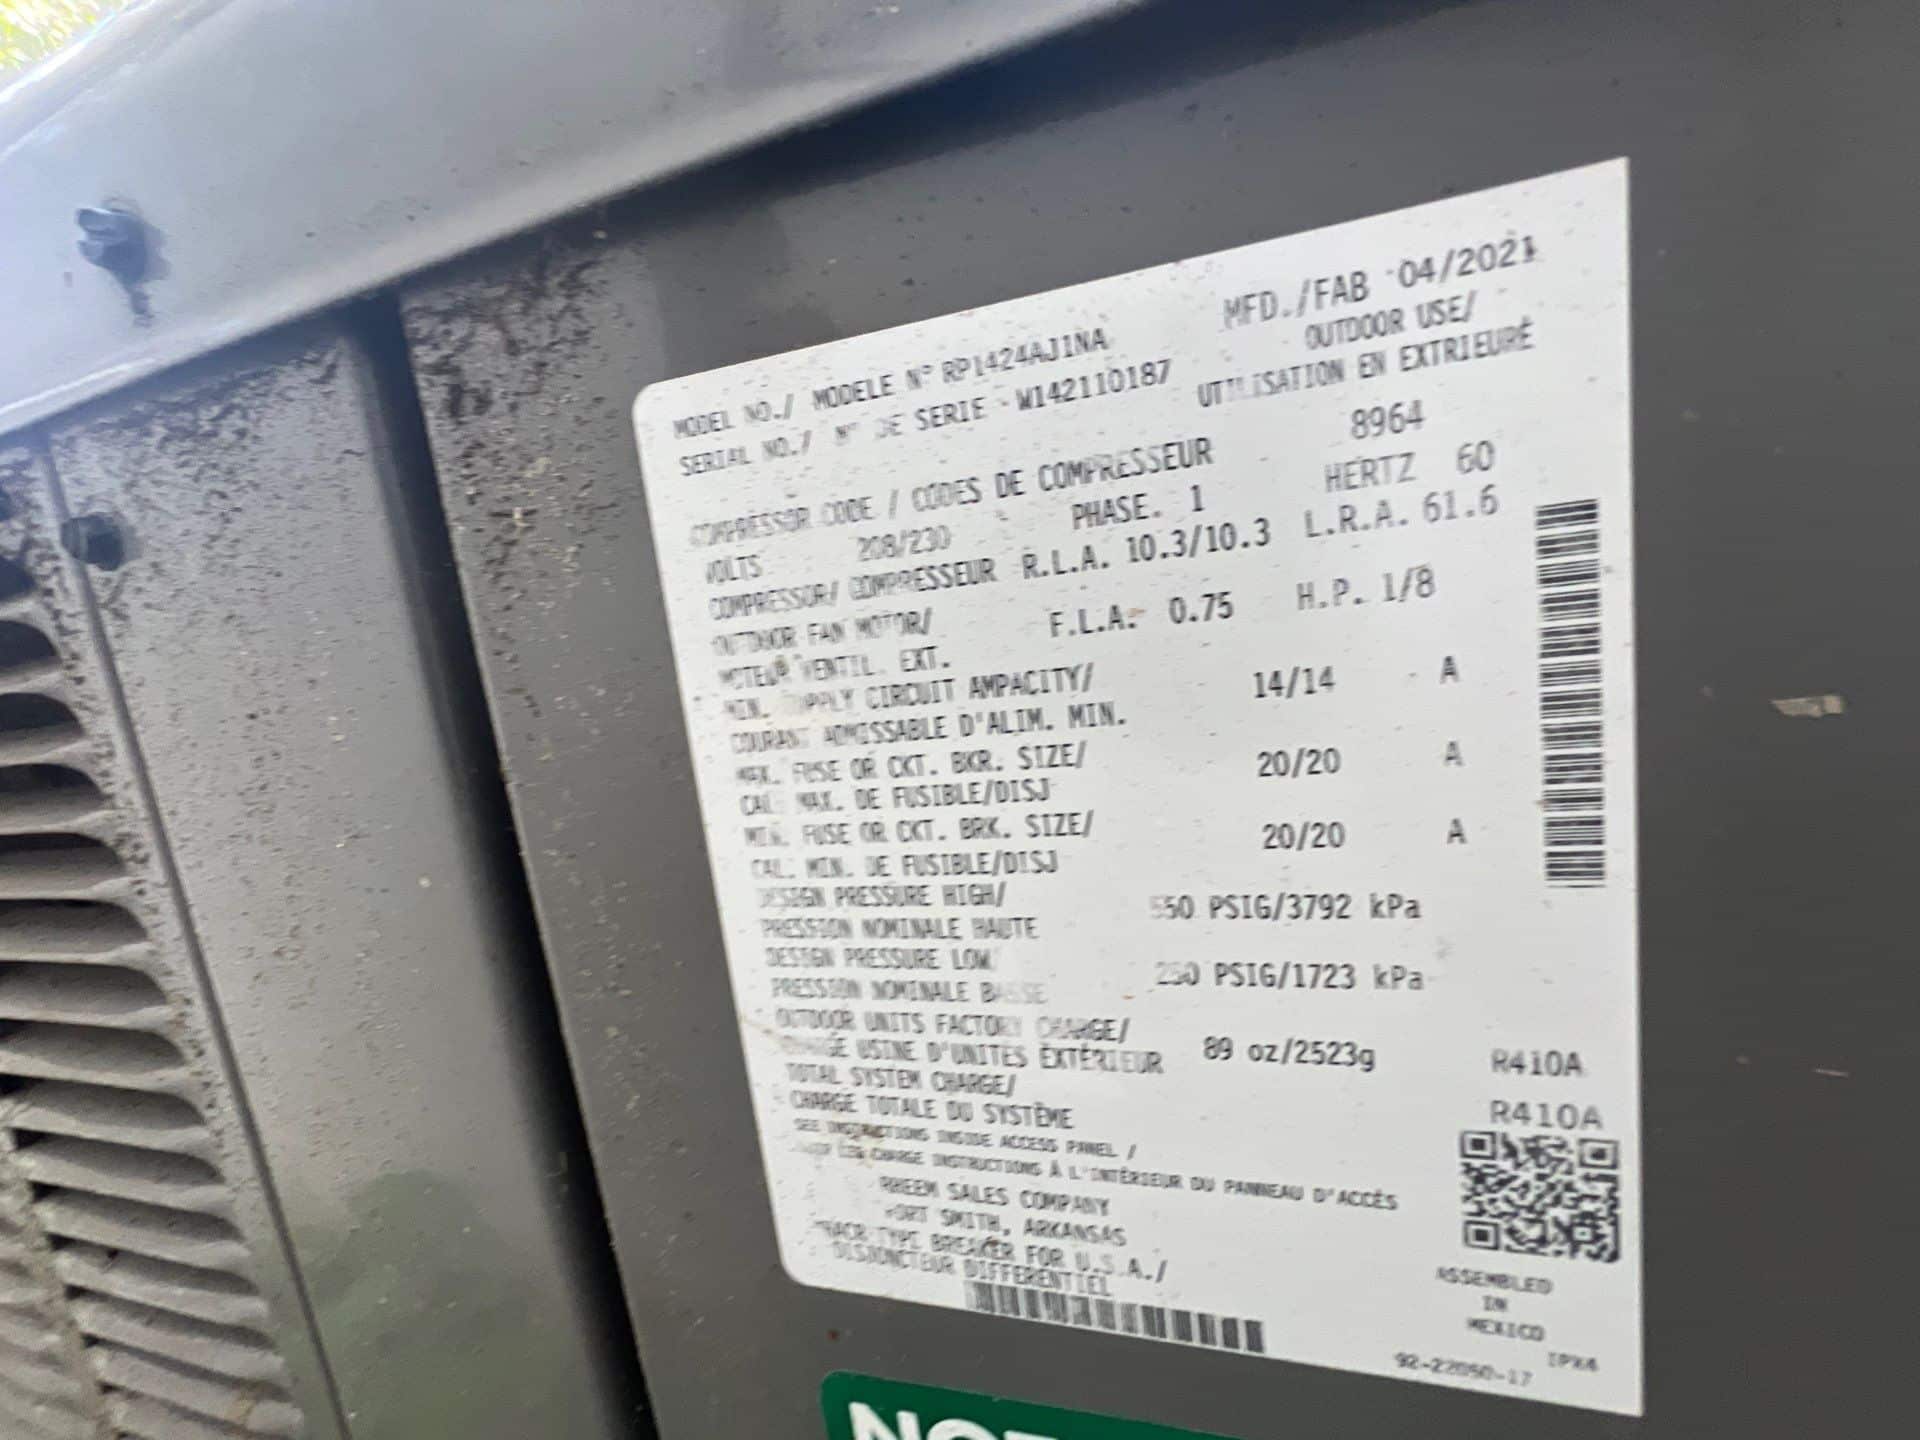 MFD./FAB 04/2021
MODEL NO./ MODELE N° RP1424AJ1NA
OUTDOOR USE/
SERIAL NO./ N° DE SERIE W142110187
UTILISATION EN EXTRIEURÉ
COMPRESSOR CODE / CODES DE COMPRESSEUR 8964
VOLTS 208/230 PHASE. 1 HERTZ 60
COMPRESSOR/ COMPRESSEUR R.L.A. 10.3/10.3 L.R.A. 61.6
OUTDOOR FAN MOTOR/ F.L.A. 0.75 H.P. 1/8
MOTEUR VENTIL. EXT.
MIN. SUPPLY CIRCUIT AMPACITY/ 14/14 A
COURANT ADMISSABLE D'ALIM. MIN.
MAX. FUSE OR CKT. BKR. SIZE/ 20/20 A
CAL. MAX. DE FUSIBLE/DISJ
MIN. FUSE OR CKT. BRK. SIZE/ 20/20 A
CAL. MIN. DE FUSIBLE/DISJ
DESIGN PRESSURE HIGH/ 550 PSIG/3792 kPa
PRESSION NOMINALE HAUTE
DESIGN PRESSURE LOW 250 PSIG/1723 kPa
PRESSION NOMINALE BASSE
OUTDOOR UNITS FACTORY CHARGE/ 89 oz/2523g R410A
CHARGE USINE D'UNITÉS ÈXTÉRIEUR
TOTAL SYSTEM CHARGE/ R410A
CHARGE TOTALE DU SYSTÈME
SEE INSTRUCTIONS INSIDE ACCESS PANEL /
CHARGE INSTRUCTIONS À L'INTÉRIEUR DU PANNEAU D'ACCÈS
RHEEM SALES COMPANY
FORT SMITH, ARKANSAS
HACR TYPE BREAKER FOR U.S.A./
DISJONCTEUR DIFFERENTIEL
ASSEMBLED
IN
MEXICO
IPX4
92-22050-17